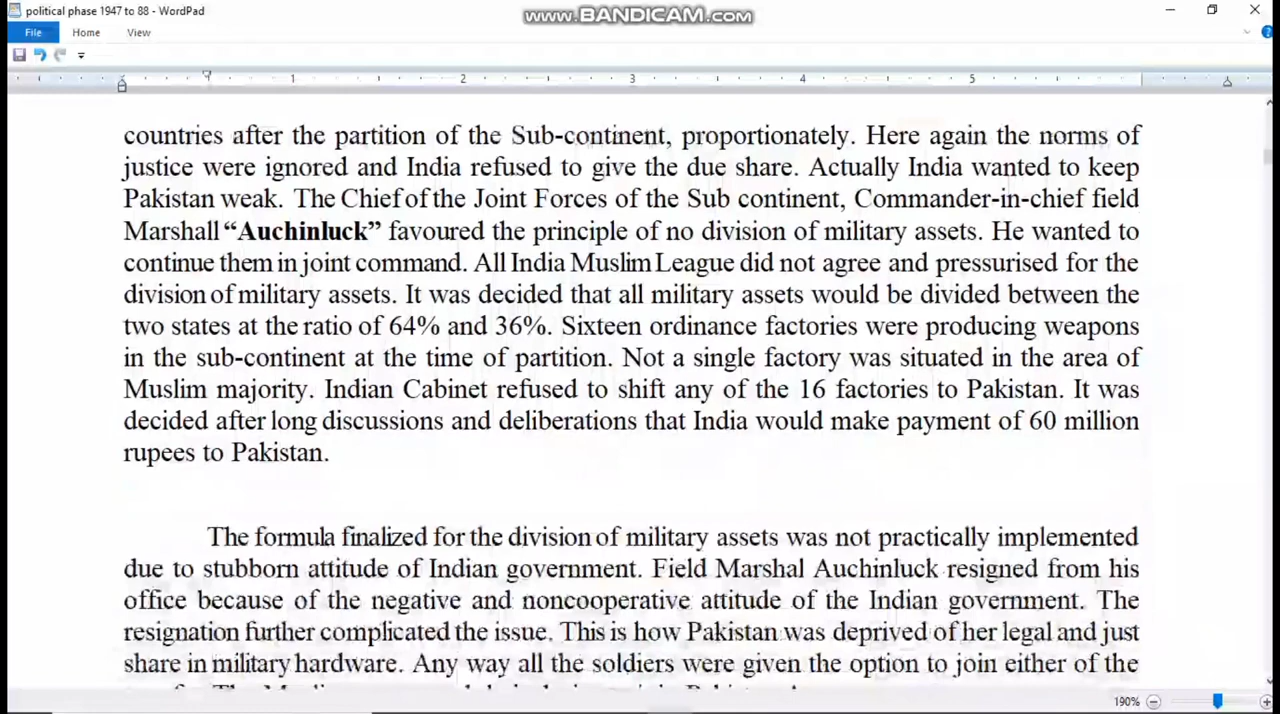 political phase 1947 to 88 - WordPad
www.BANDICAM.com
File Home View
1 2 3 4 5
countries after the partition of the Sub-continent, proportionately. Here again the norms of
justice were ignored and India refused to give the due share. Actually India wanted to keep
Pakistan weak. The Chief of the Joint Forces of the Sub continent, Commander-in-chief field
Marshall “Auchinluck” favoured the principle of no division of military assets. He wanted to
continue them in joint command. All India Muslim League did not agree and pressurised for the
division of military assets. It was decided that all military assets would be divided between the
two states at the ratio of 64% and 36%. Sixteen ordinance factories were producing weapons
in the sub-continent at the time of partition. Not a single factory was situated in the area of
Muslim majority. Indian Cabinet refused to shift any of the 16 factories to Pakistan. It was
decided after long discussions and deliberations that India would make payment of 60 million
rupees to Pakistan.
The formula finalized for the division of military assets was not practically implemented
due to stubborn attitude of Indian government. Field Marshal Auchinluck resigned from his
office because of the negative and noncooperative attitude of the Indian government. The
resignation further complicated the issue. This is how Pakistan was deprived of her legal and just
share in military hardware. Any way all the soldiers were given the option to join either of the
190%